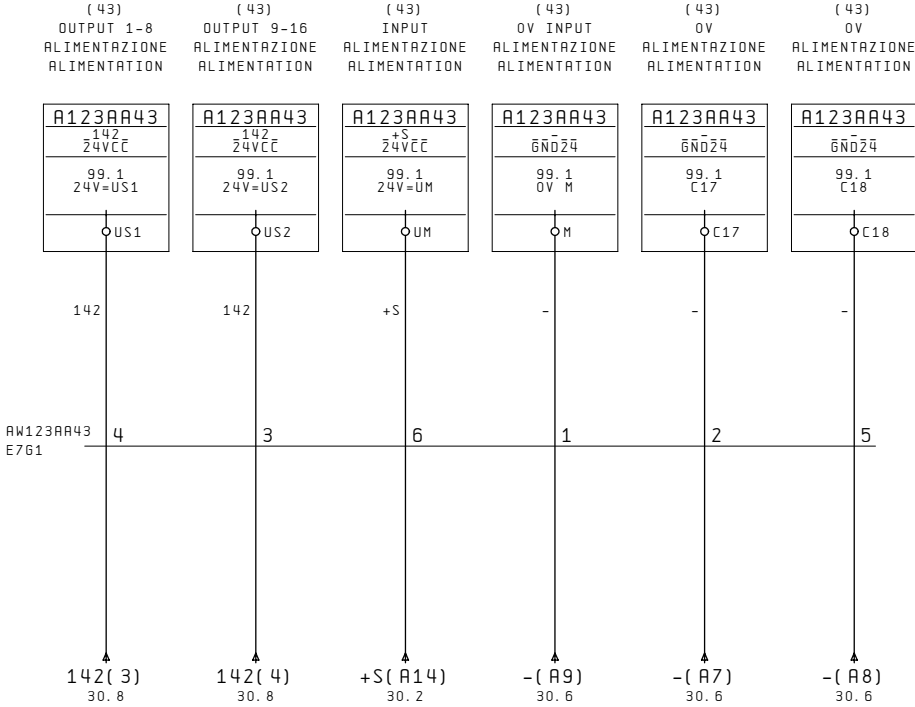 (43) (43) (43) (43) (43) (43)
OUTPUT 1-8 OUTPUT 9-16 INPUT 0V INPUT 0V 0V
ALIMENTAZIONE ALIMENTAZIONE ALIMENTAZIONE ALIMENTAZIONE ALIMENTAZIONE ALIMENTAZIONE
ALIMENTATION ALIMENTATION ALIMENTATION ALIMENTATION ALIMENTATION ALIMENTATION
A123AA43 A123AA43 A123AA43 A123AA43 A123AA43 A123AA43
142 142 +S - - -
24VCC 24VCC 24VCC GND24 GND24 GND24
99.1 99.1 99.1 99.1 99.1 99.1
24V=US1 24V=US2 24V=UM 0V M C17 C18
US1 US2 UM M C17 C18
142 142 +S - - -
AW123AA43 4 3 6 1 2 5
E7G1
142(3) 142(4) +S(A14) -(A9) -(A7) -(A8)
30.8 30.8 30.2 30.6 30.6 30.6